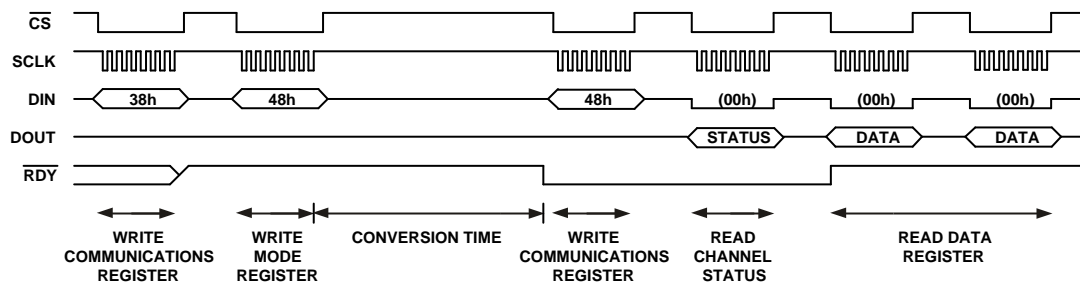 CS
SCLK
DIN 38h 48h 48h (00h) (00h) (00h)
DOUT STATUS DATA DATA
RDY
WRITE
COMMUNICATIONS
REGISTER
WRITE
MODE
REGISTER
CONVERSION TIME
WRITE
COMMUNICATIONS
REGISTER
READ
CHANNEL
STATUS
READ DATA
REGISTER